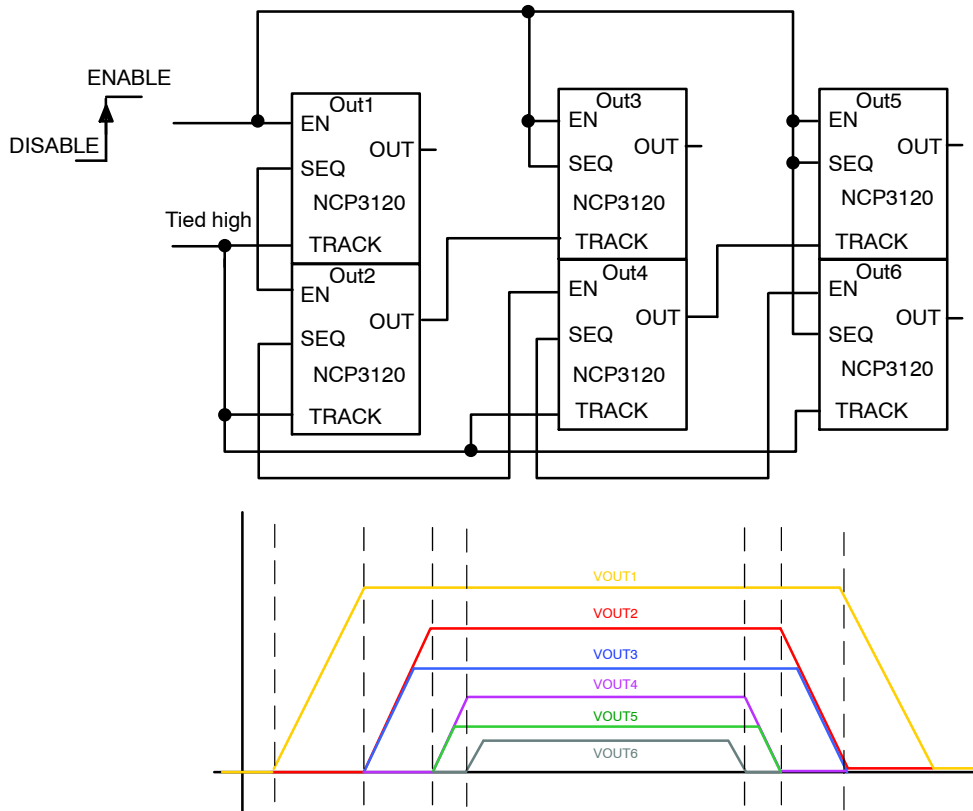 ENABLE
DISABLE
Tied high
Out1
EN
OUT
SEQ
NCP3120
TRACK
Out2
EN
OUT
SEQ
NCP3120
TRACK
Out3
EN
OUT
SEQ
NCP3120
TRACK
Out4
EN
OUT
SEQ
NCP3120
TRACK
Out5
EN
OUT
SEQ
NCP3120
TRACK
Out6
EN
OUT
SEQ
NCP3120
TRACK
VOUT1
VOUT2
VOUT3
VOUT4
VOUT5
VOUT6